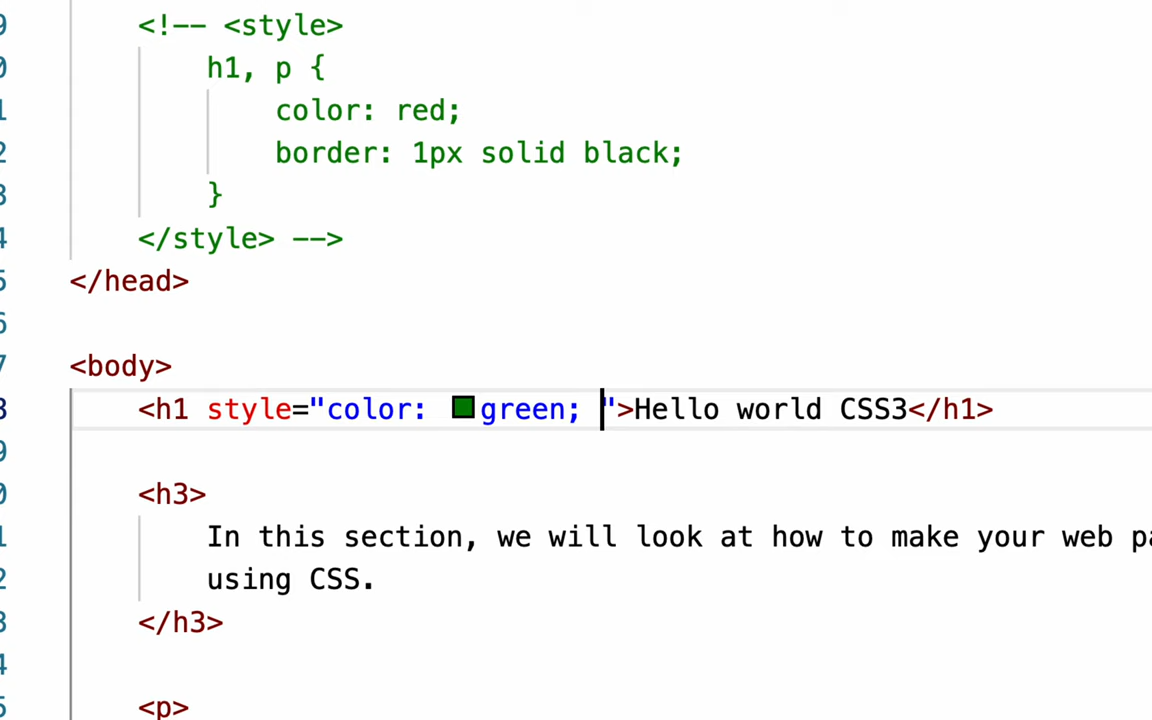 9 <!-- <style>
0 h1, p {
1 color: red;
2 border: 1px solid black;
3 }
4 </style> -->
5 </head>
6
7 <body>
8 <h1 style="color: green; ">Hello world CSS3</h1>
9
0 <h3>
1 In this section, we will look at how to make your web pa
2 using CSS.
3 </h3>
4
5 <p>